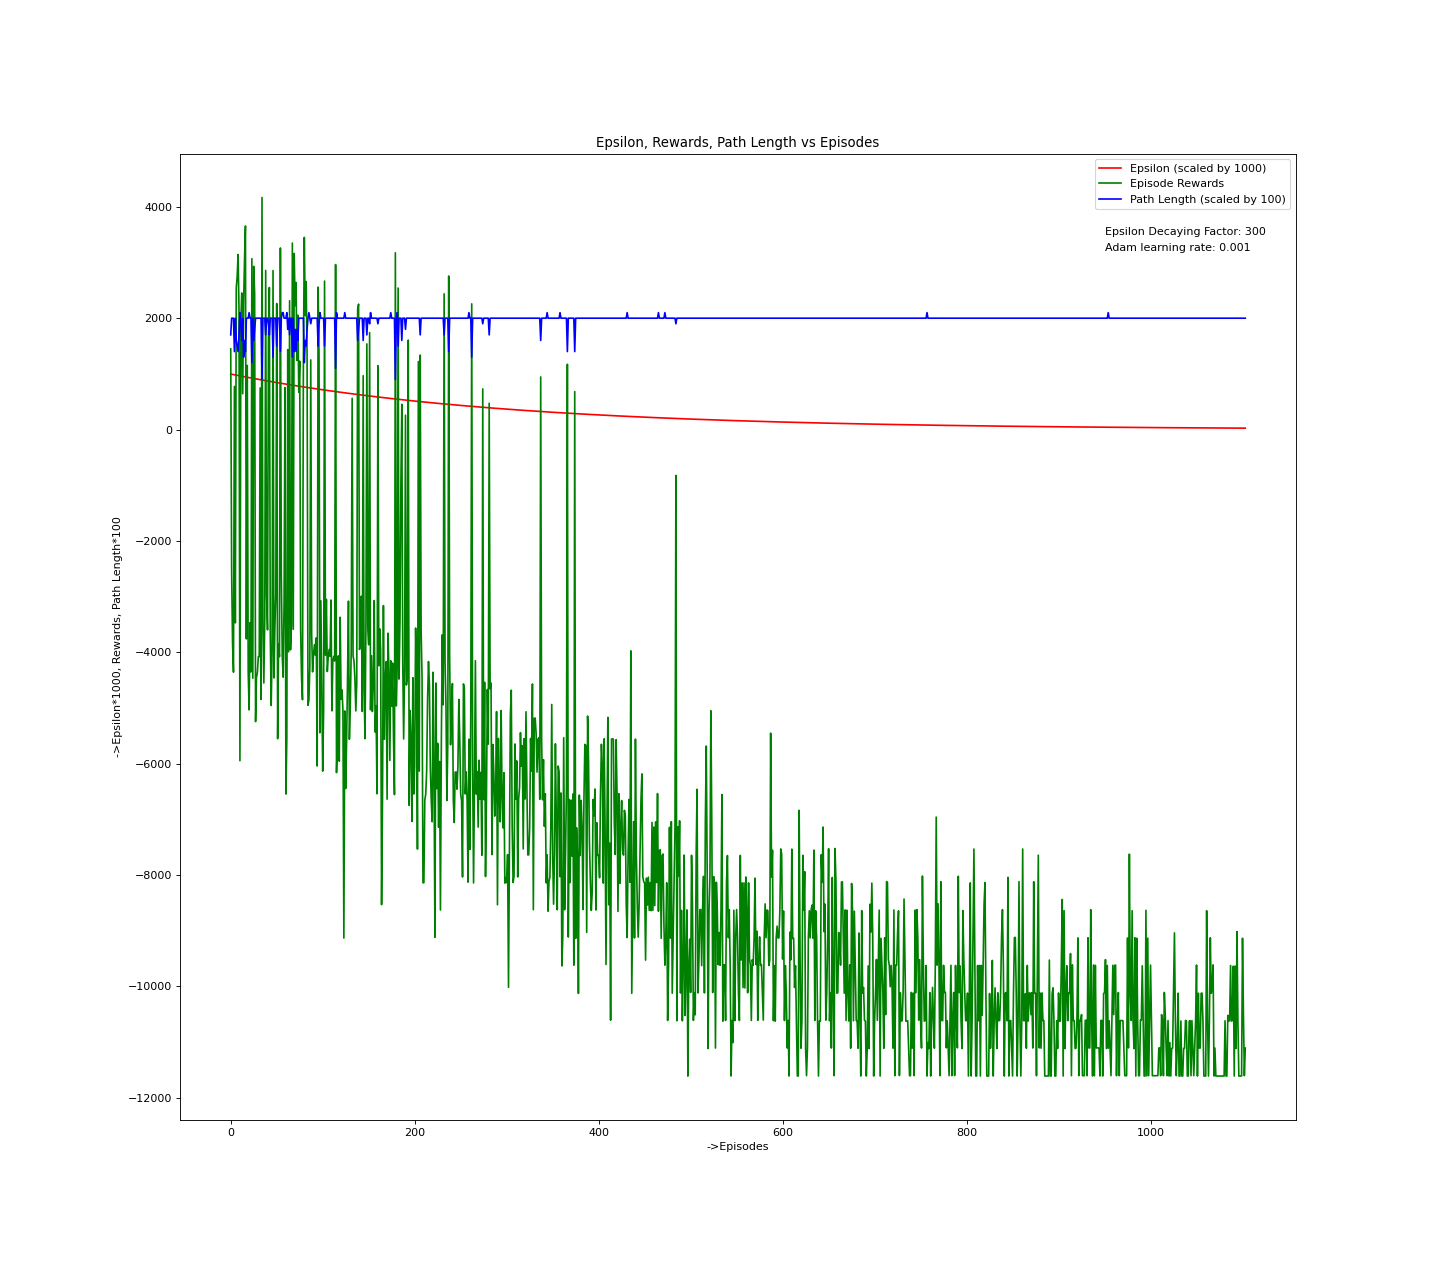 Epsilon, Rewards, Path Length vs Episodes
Epsilon (scaled by 1000)
Episode Rewards
Path Length (scaled by 100)
Epsilon Decaying Factor: 300
Adam learning rate: 0.001
->Epsilon*1000, Rewards, Path Length*100
4000
2000
0
−2000
−4000
−6000
−8000
−10000
−12000
0 200 400 600 800 1000
->Episodes